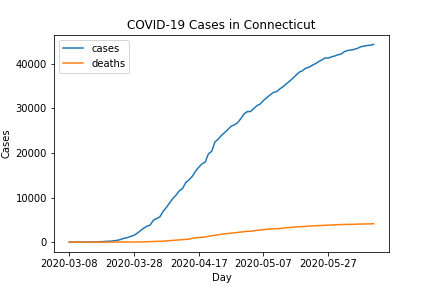 COVID-19 Cases in Connecticut
cases
deaths
40000
30000
20000
10000
0
Cases
2020-03-08 2020-03-28 2020-04-17 2020-05-07 2020-05-27
Day